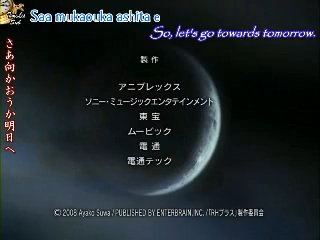 Saa mukaouka ashita e
So, let's go towards tomorrow.
さあ向かおうか明日へ
製作
アニプレックス
ソニー・ミュージックエンタテインメント
東宝
ムービック
電通
電通テック
© 2008 Ayako Suwa / PUBLISHED BY ENTERBRAIN, INC. /「TRHプラス」製作委員会